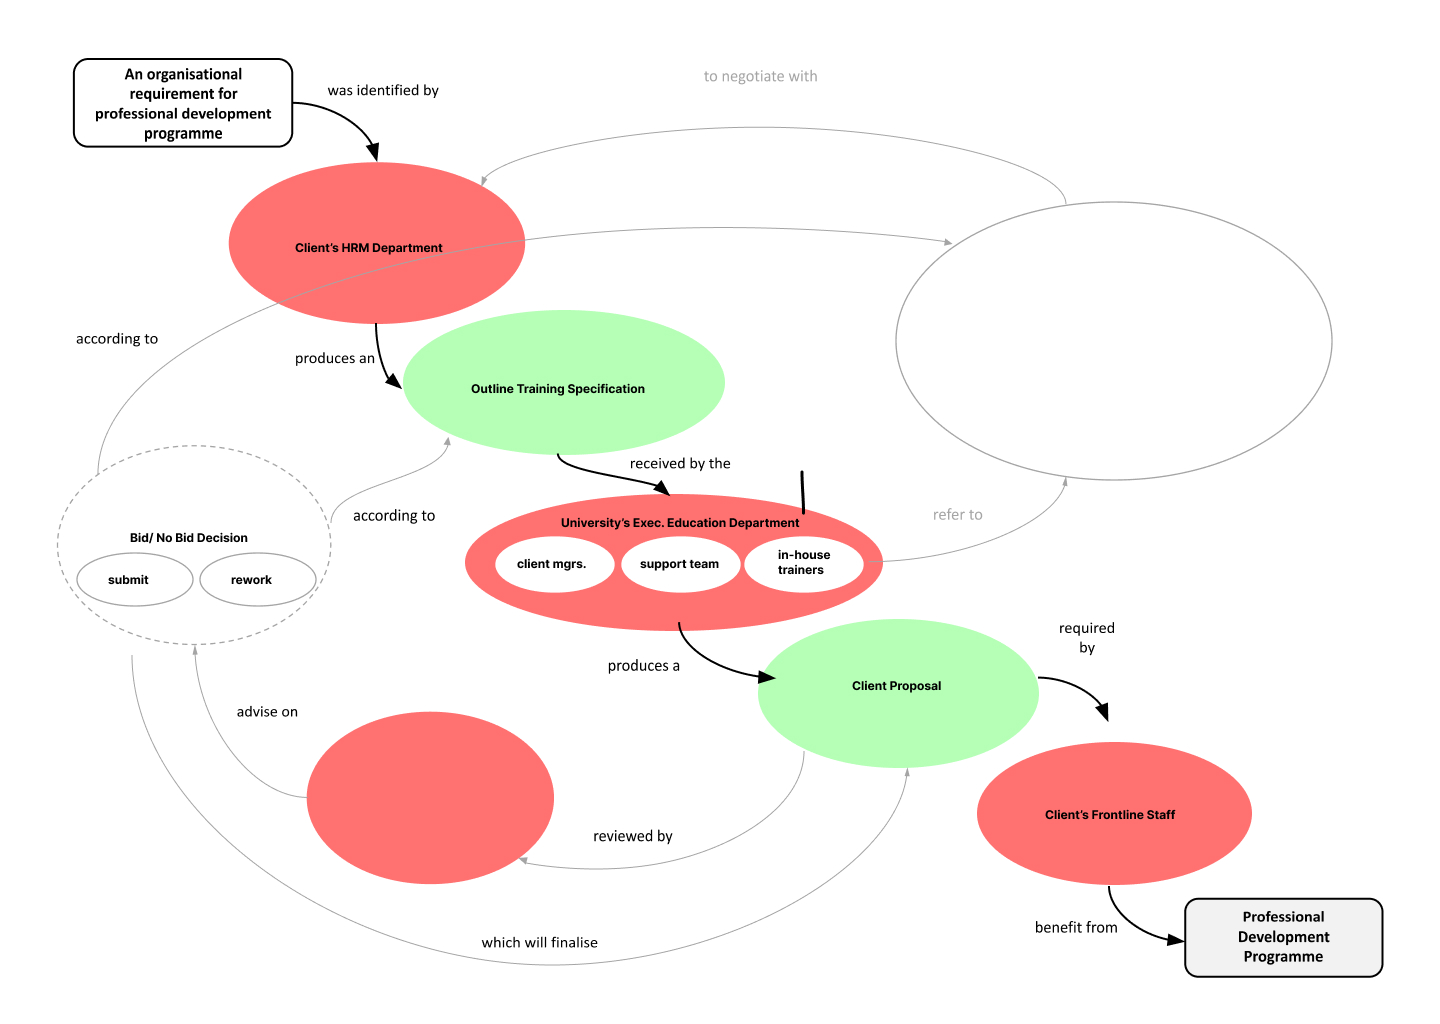 An organisational
requirement for
professional development
programme
was identified by
to negotiate with
Client's HRM Department
according to
produces an
Outline Training Specification
received by the
according to
University's Exec. Education Department
refer to
Bid/ No Bid Decision
submit
rework
client mgrs.
support team
in-house
trainers
required
by
produces a
Client Proposal
advise on
Client's Frontline Staff
reviewed by
benefit from
Professional
Development
Programme
which will finalise